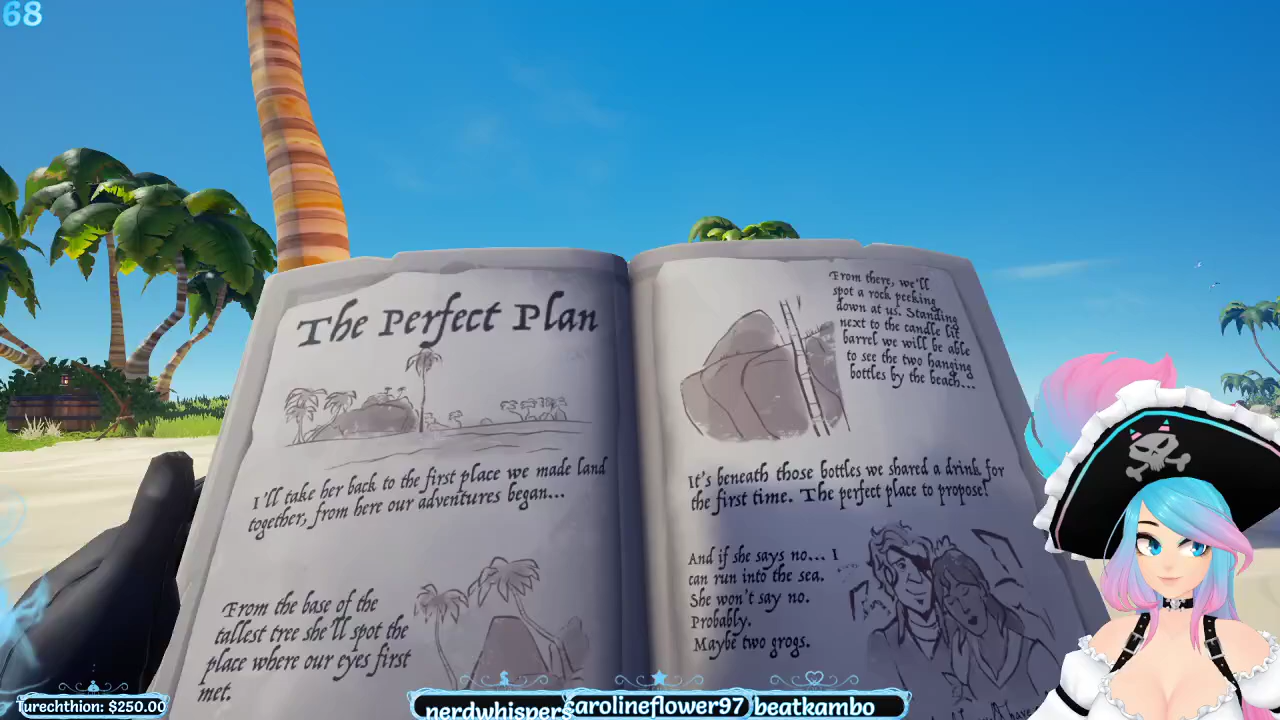 68
The Perfect Plan
I'll take her back to the first place we made land
together, from here our adventures began...
From the base of the
tallest tree she'll spot the
place where our eyes first
met.
From there, we'll
spot a rock peeking
down at us. Standing
next to the candle lit
barrel we will be able
to see the two hanging
bottles by the beach...
It's beneath those bottles we shared a drink for
the first time. The perfect place to propose!
And if she says no... I
can run into the sea.
She won't say no.
Probably.
Maybe two grogs.
Turechthion: $250.00
nerdwhispers
carolineflower97
beatkambo